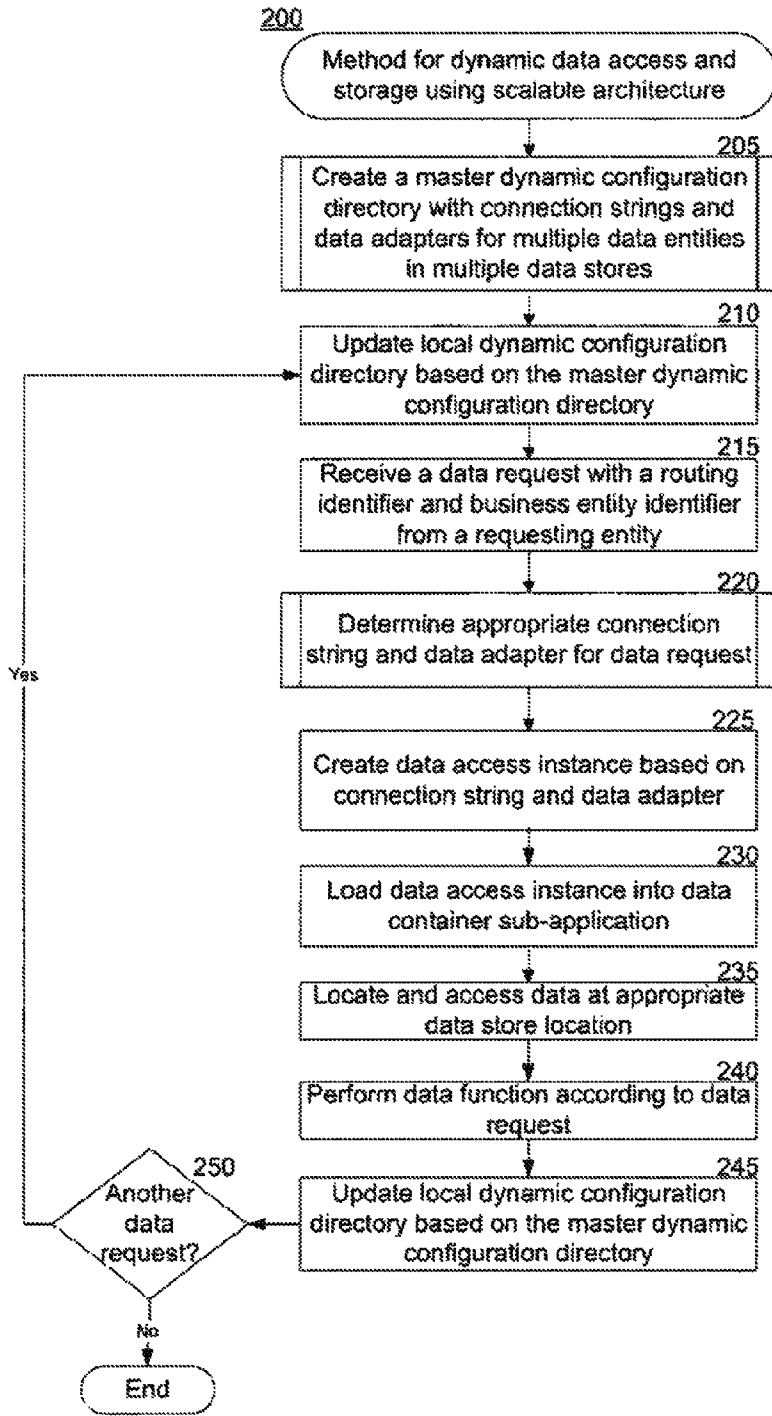 200
Method for dynamic data access and
storage using scalable architecture
205
Create a master dynamic configuration
directory with connection strings and
data adapters for multiple data entities
in multiple data stores
210
Update local dynamic configuration
directory based on the master dynamic
configuration directory
215
Receive a data request with a routing
identifier and business entity identifier
from a requesting entity
220
Determine appropriate connection
string and data adapter for data request
Yes
225
Create data access instance based on
connection string and data adapter
230
Load data access instance into data
container sub-application
235
Locate and access data at appropriate
data store location
240
Perform data function according to data
request
245
Update local dynamic configuration
directory based on the master dynamic
configuration directory
250
Another
data
request?
No
End